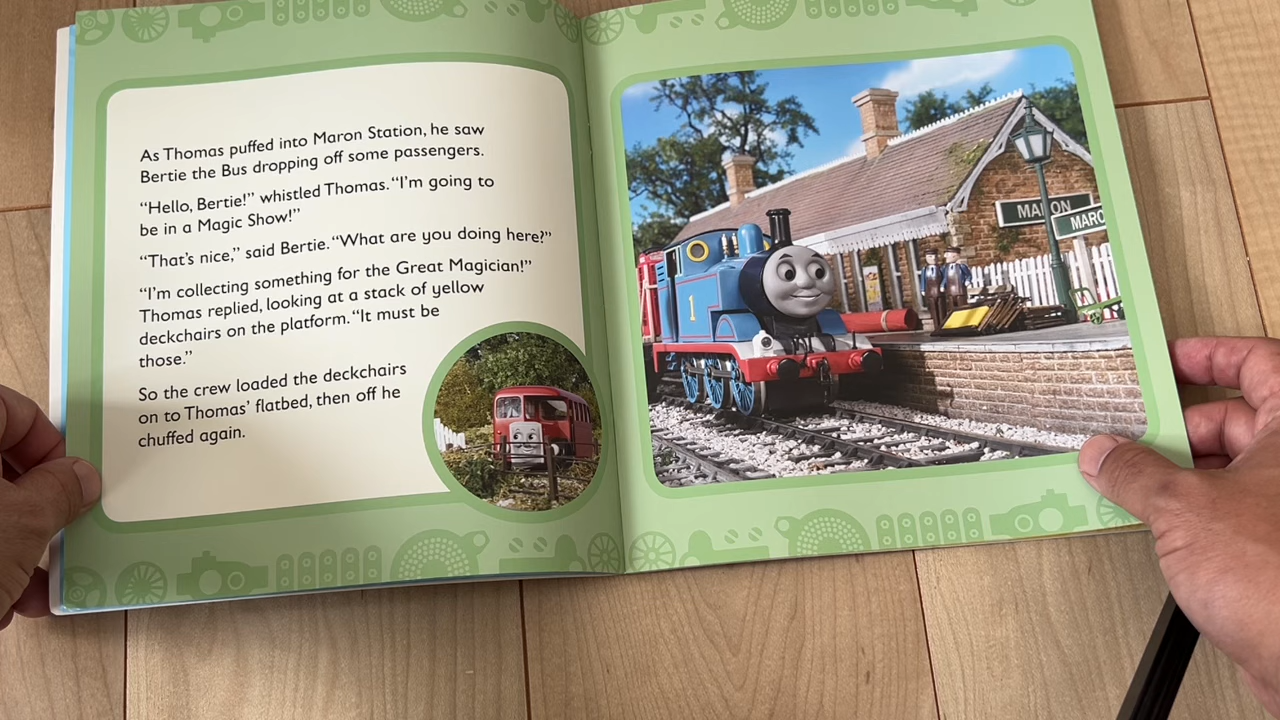 As Thomas puffed into Maron Station, he saw
Bertie the Bus dropping off some passengers.
“Hello, Bertie!” whistled Thomas. “I’m going to
be in a Magic Show!”
“That’s nice,” said Bertie. “What are you doing here?”
“I’m collecting something for the Great Magician!”
Thomas replied, looking at a stack of yellow
deckchairs on the platform. “It must be
those.”
So the crew loaded the deckchairs
on to Thomas’ flatbed, then off he
chuffed again.
1
MARON
MARO